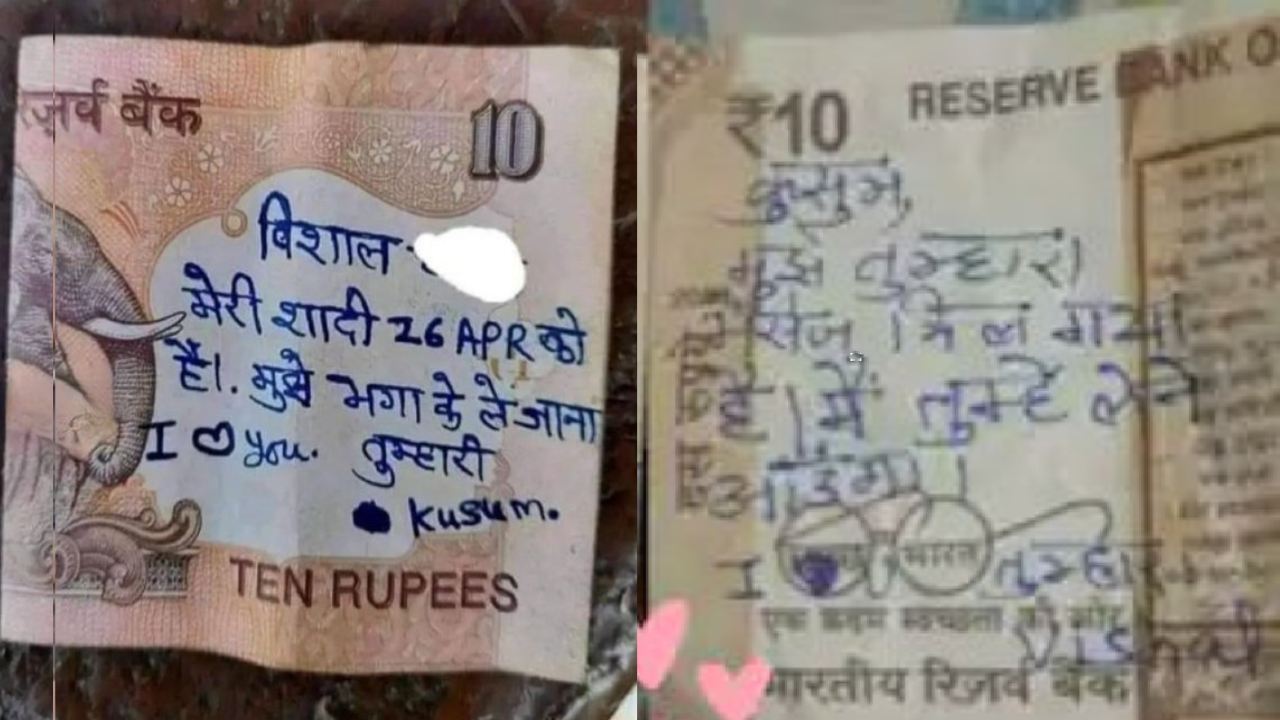 ज़र्व बैंक
10
विशाल
मेरी शादी 26 APR को
है।. मुझे भगा के ले जाना
I you. तुम्हारी
kusum.
TEN RUPEES
₹10 RESERVE BANK O
कुसुम,
मुझे तुम्हारा
मिल गया
है। मैं तुम्हें लेने
आऊंगा।
भारत
I तुम्हारा
एक कदम स्वच्छता की ओर
Vishal
भारतीय रिज़र्व बैंक